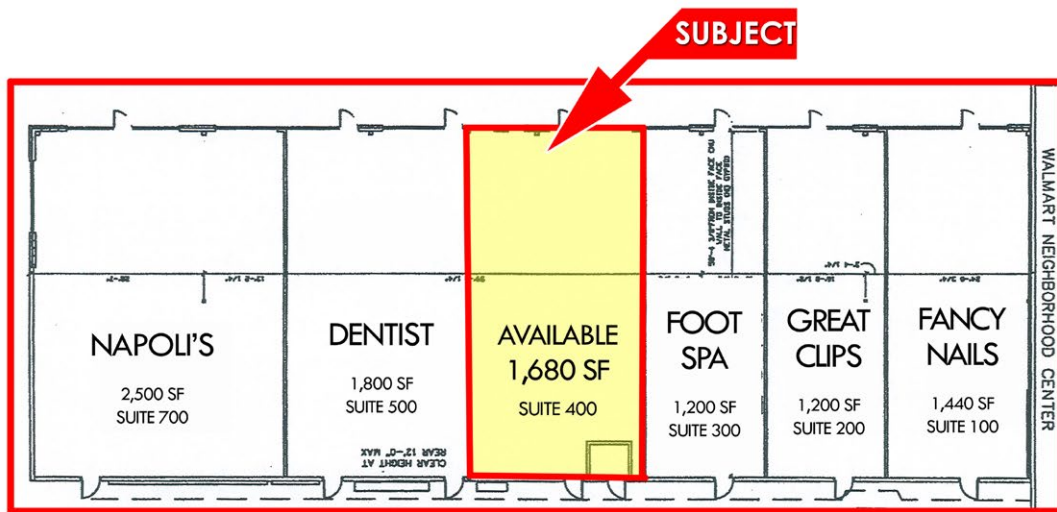 SUBJECT
WALMART NEIGHBORHOOD CENTER
NAPOLI'S
2,500 SF
SUITE 700
DENTIST
1,800 SF
SUITE 500
CLEAR HEIGHT AT
REAR 12'-0" MAX
AVAILABLE
1,680 SF
SUITE 400
FOOT
SPA
1,200 SF
SUITE 300
GREAT
CLIPS
1,200 SF
SUITE 200
FANCY
NAILS
1,440 SF
SUITE 100